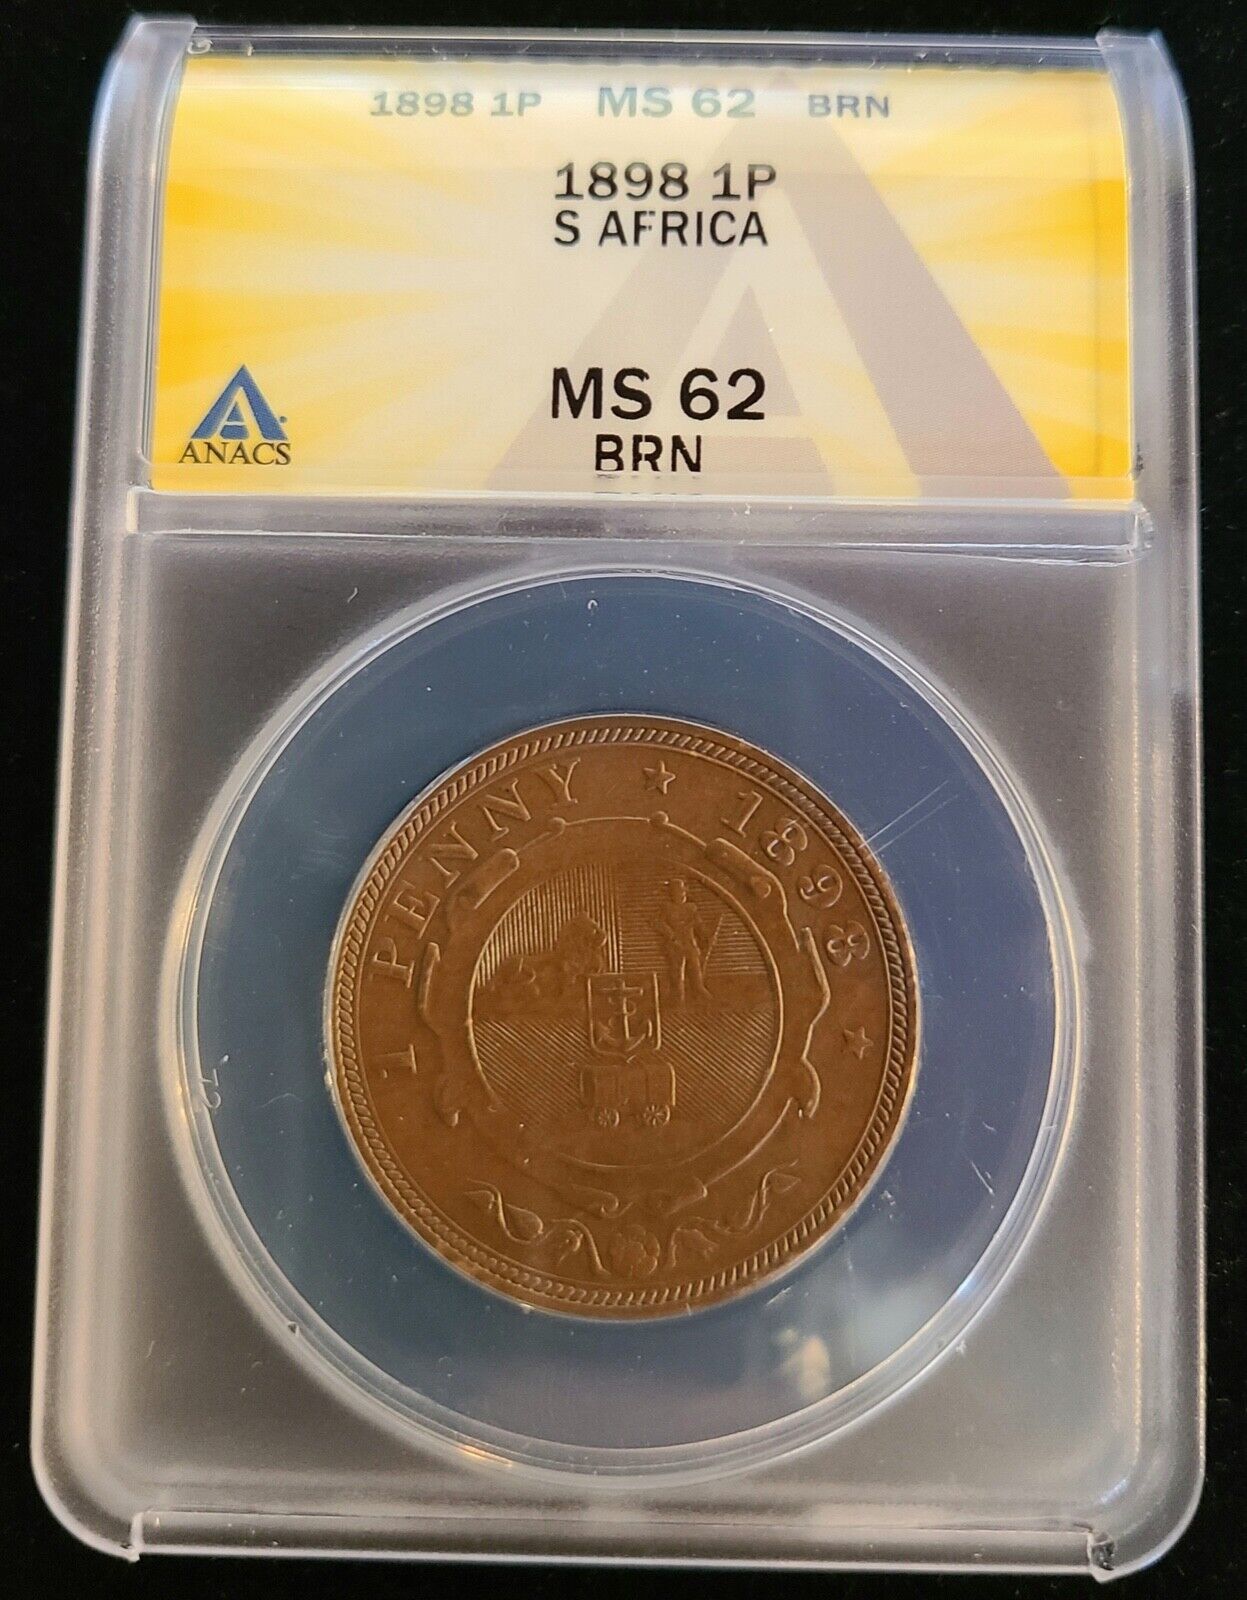 1898 1P MS 62 BRN
1898 1P
S AFRICA
MS 62
BRN
ANACS
1 PENNY ★ 1898 ★